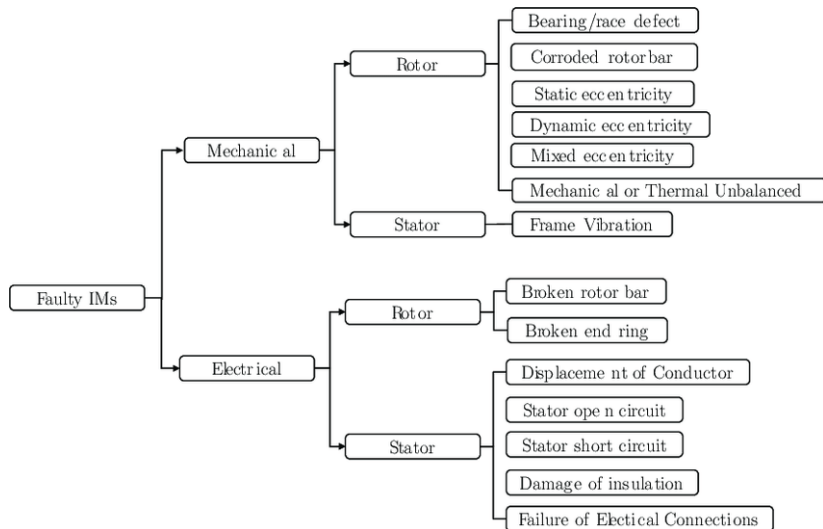 Bearing/race defect
Rotor
Corroded rotor bar
Static eccentricity
Dynamic eccentricity
Mechanical
Mixed eccentricity
Mechanical or Thermal Unbalanced
Stator
Frame Vibration
Faulty IMs
Broken rotor bar
Rotor
Broken end ring
Electrical
Displacement of Conductor
Stator open circuit
Stator
Stator short circuit
Damage of insulation
Failure of Electical Connections